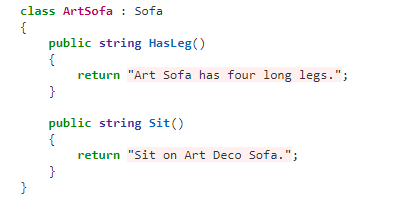 class ArtSofa : Sofa
{
    public string HasLeg()
    {
        return "Art Sofa has four long legs.";
    }

    public string Sit()
    {
        return "Sit on Art Deco Sofa.";
    }
}